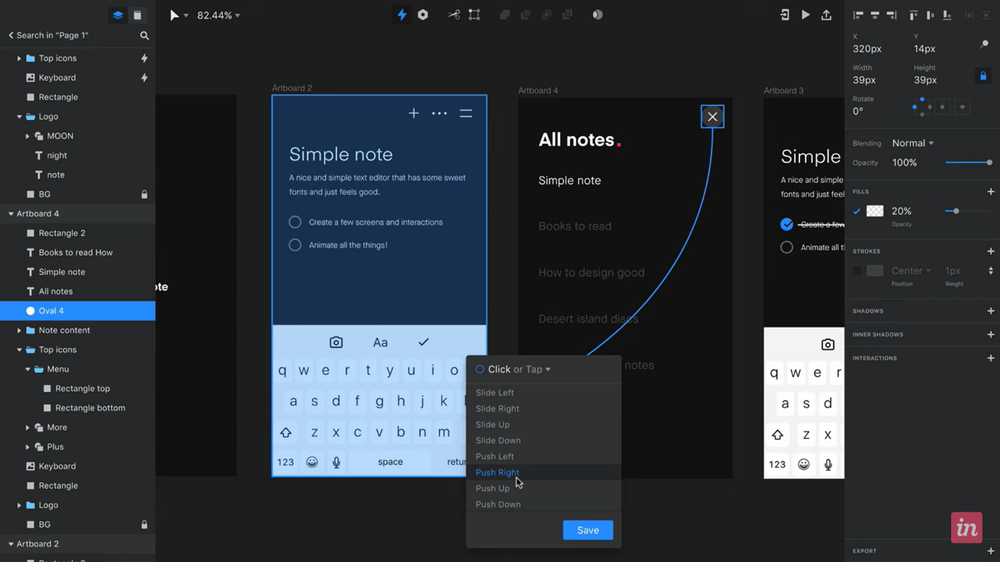 82.44%
Search in "Page 1"
Top icons
Keyboard
Rectangle
Logo
MOON
night
note
BG
Artboard 4
Rectangle 2
Books to read How
Simple note
All notes
Oval 4
Note content
Top icons
Menu
Rectangle top
Rectangle bottom
More
Plus
Keyboard
Rectangle
Logo
BG
Artboard 2
ote
Artboard 2
Simple note
A nice and simple text editor that has some sweet
fonts and just feels good.
Create a few screens and interactions
Animate all the things!
Aa
q w e r t y u i o
a s d f g h j k
z x c v b n m
123 space retur
Artboard 4
All notes.
Simple note
Books to read
How to design good
Desert island discs
notes
Click or Tap
Slide Left
Slide Right
Slide Up
Slide Down
Push Left
Push Right
Push Up
Push Down
Save
Artboard 3
Simple
A nice and simpl
fonts and just fe
Create a few
Animate all th
q w e r
a s d
z x
123
X Y
320px 14px
Width Height
39px 39px
Rotate
0°
Blending Normal
Opacity 100%
FILLS
20%
Opacity
STROKES
Center 1px
Position Weight
SHADOWS
INNER SHADOWS
INTERACTIONS
in
EXPORT